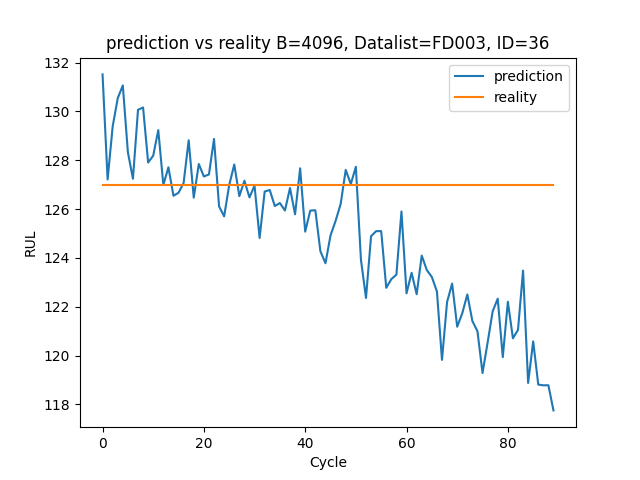 prediction vs reality B=4096, Datalist=FD003, ID=36
132
130
128
126
124
122
120
118
RUL
prediction
reality
0 20 40 60 80
Cycle